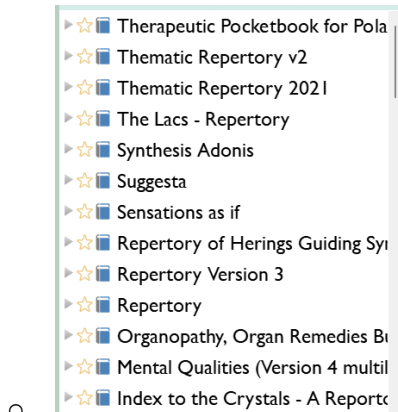 Therapeutic Pocketbook for Pola
Thematic Repertory v2
Thematic Repertory 2021
The Lacs - Repertory
Synthesis Adonis
Suggesta
Sensations as if
Repertory of Herings Guiding Syr
Repertory Version 3
Repertory
Organopathy, Organ Remedies Bu
Mental Qualities (Version 4 multil
Index to the Crystals - A Reporto